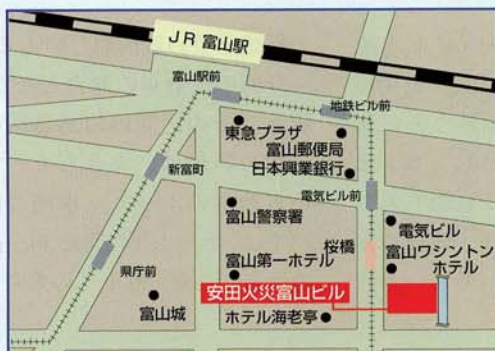 JR富山駅
富山駅前
地鉄ビル前
東急プラザ
富山郵便局
日本興業銀行
新富町
電気ビル前
富山警察署
電気ビル
桜橋
富山ワシントン
ホテル
県庁前
富山第一ホテル
安田火災富山ビル
富山城
ホテル海老亭